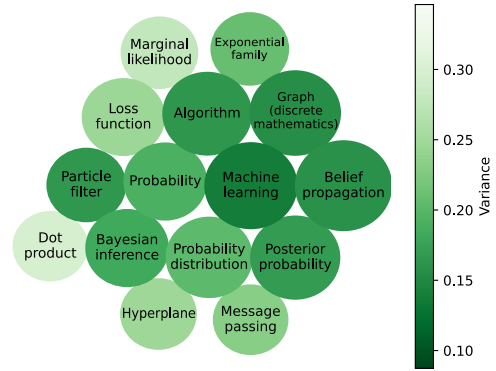 Marginal
likelihood
Exponential
family
Loss
function
Algorithm
Graph
(discrete
mathematics)
Particle
filter
Probability
Machine
learning
Belief
propagation
Dot
product
Bayesian
inference
Probability
distribution
Posterior
probability
Hyperplane
Message
passing
0.30
0.25
0.20
0.15
0.10
Variance